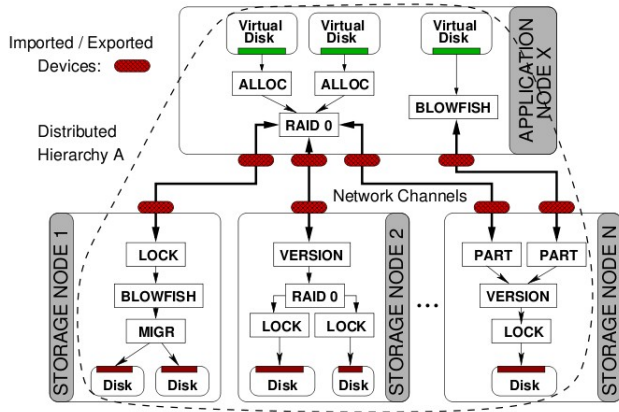 Imported / Exported
Devices:
Distributed
Hierarchy A
Virtual
Disk
Virtual
Disk
Virtual
Disk
ALLOC
ALLOC
BLOWFISH
RAID 0
APPLICATION
NODE X
Network Channels
STORAGE NODE 1
LOCK
BLOWFISH
MIGR
Disk
Disk
VERSION
RAID 0
LOCK
LOCK
Disk
Disk
STORAGE NODE 2
...
PART
PART
VERSION
LOCK
Disk
STORAGE NODE N